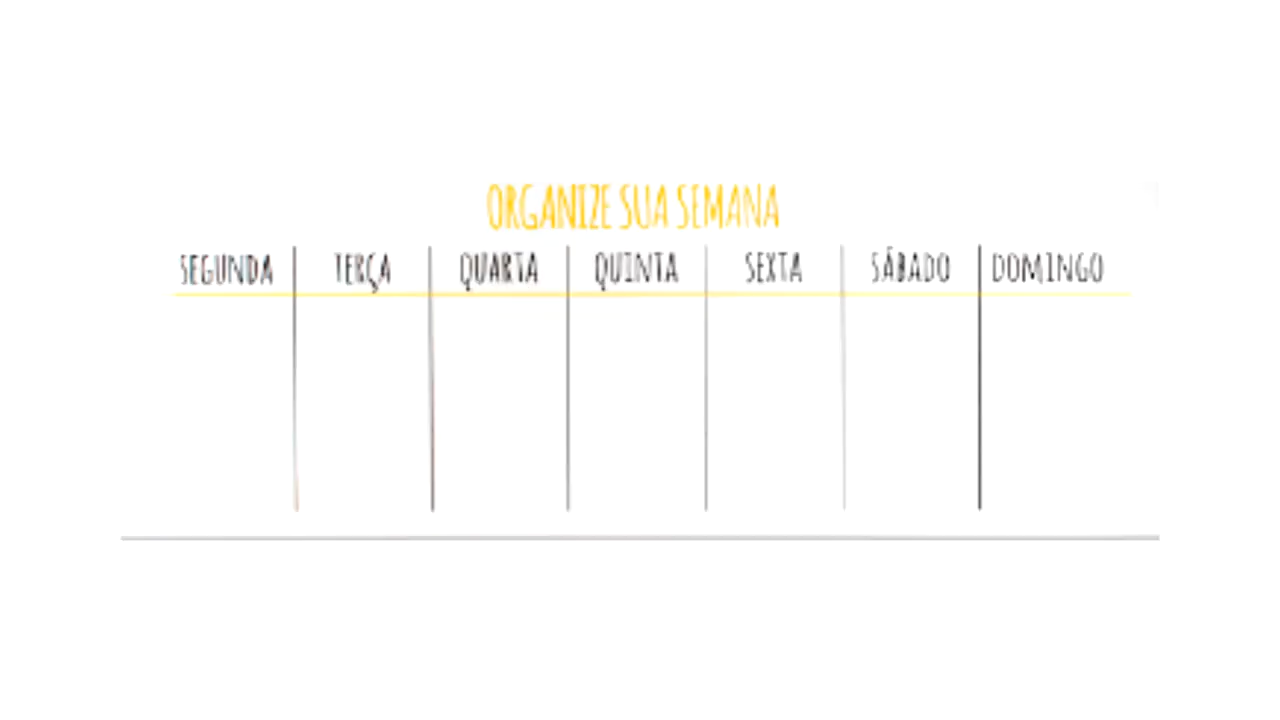 ORGANIZE SUA SEMANA
SEGUNDA TERÇA QUARTA QUINTA SEXTA SÁBADO DOMINGO